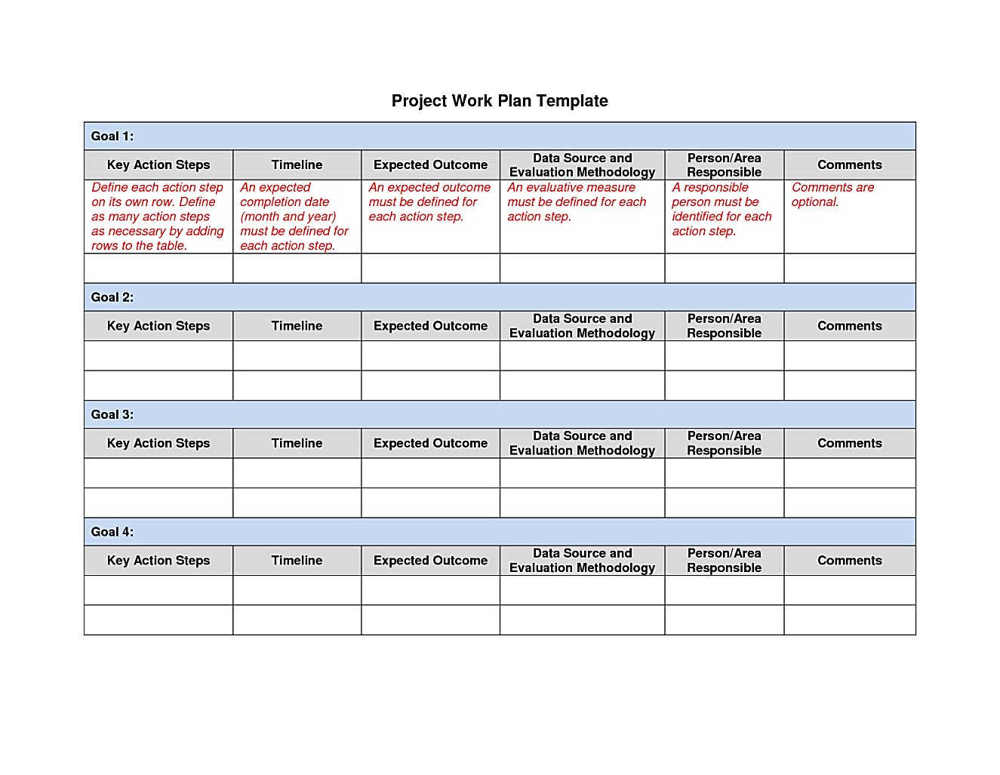 Project Work Plan Template
Goal 1:
Key Action Steps
Timeline
Expected Outcome
Data Source and
Evaluation Methodology
Person/Area
Responsible
Comments
Define each action step
on its own row. Define
as many action steps
as necessary by adding
rows to the table.
An expected
completion date
(month and year)
must be defined for
each action step.
An expected outcome
must be defined for
each action step.
An evaluative measure
must be defined for each
action step.
A responsible
person must be
identified for each
action step.
Comments are
optional.
Goal 2:
Key Action Steps
Timeline
Expected Outcome
Data Source and
Evaluation Methodology
Person/Area
Responsible
Comments
Goal 3:
Key Action Steps
Timeline
Expected Outcome
Data Source and
Evaluation Methodology
Person/Area
Responsible
Comments
Goal 4:
Key Action Steps
Timeline
Expected Outcome
Data Source and
Evaluation Methodology
Person/Area
Responsible
Comments